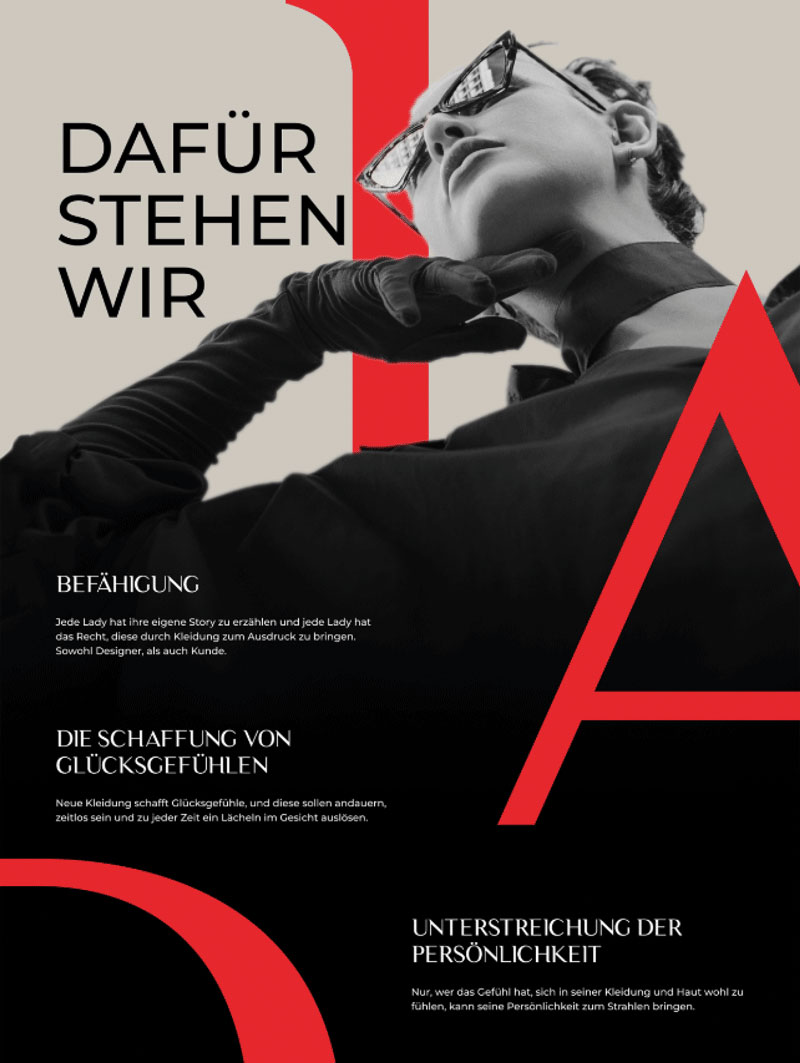 DAFÜR
STEHEN
WIR
A
BEFÄHIGUNG
Jede Lady hat ihre eigene Story zu erzählen und jede Lady hat
das Recht, diese durch Kleidung zum Ausdruck zu bringen.
Sowohl Designer, als auch Kunde.
DIE SCHAFFUNG VON
GLÜCKSGEFÜHLEN
Neue Kleidung schafft Glücksgefühle, und diese sollen andauern,
zeitlos sein und zu jeder Zeit ein Lächeln im Gesicht auslösen.
UNTERSTREICHUNG DER
PERSÖNLICHKEIT
Nur, wer das Gefühl hat, sich in seiner Kleidung und Haut wohl zu
fühlen, kann seine Persönlichkeit zum Strahlen bringen.